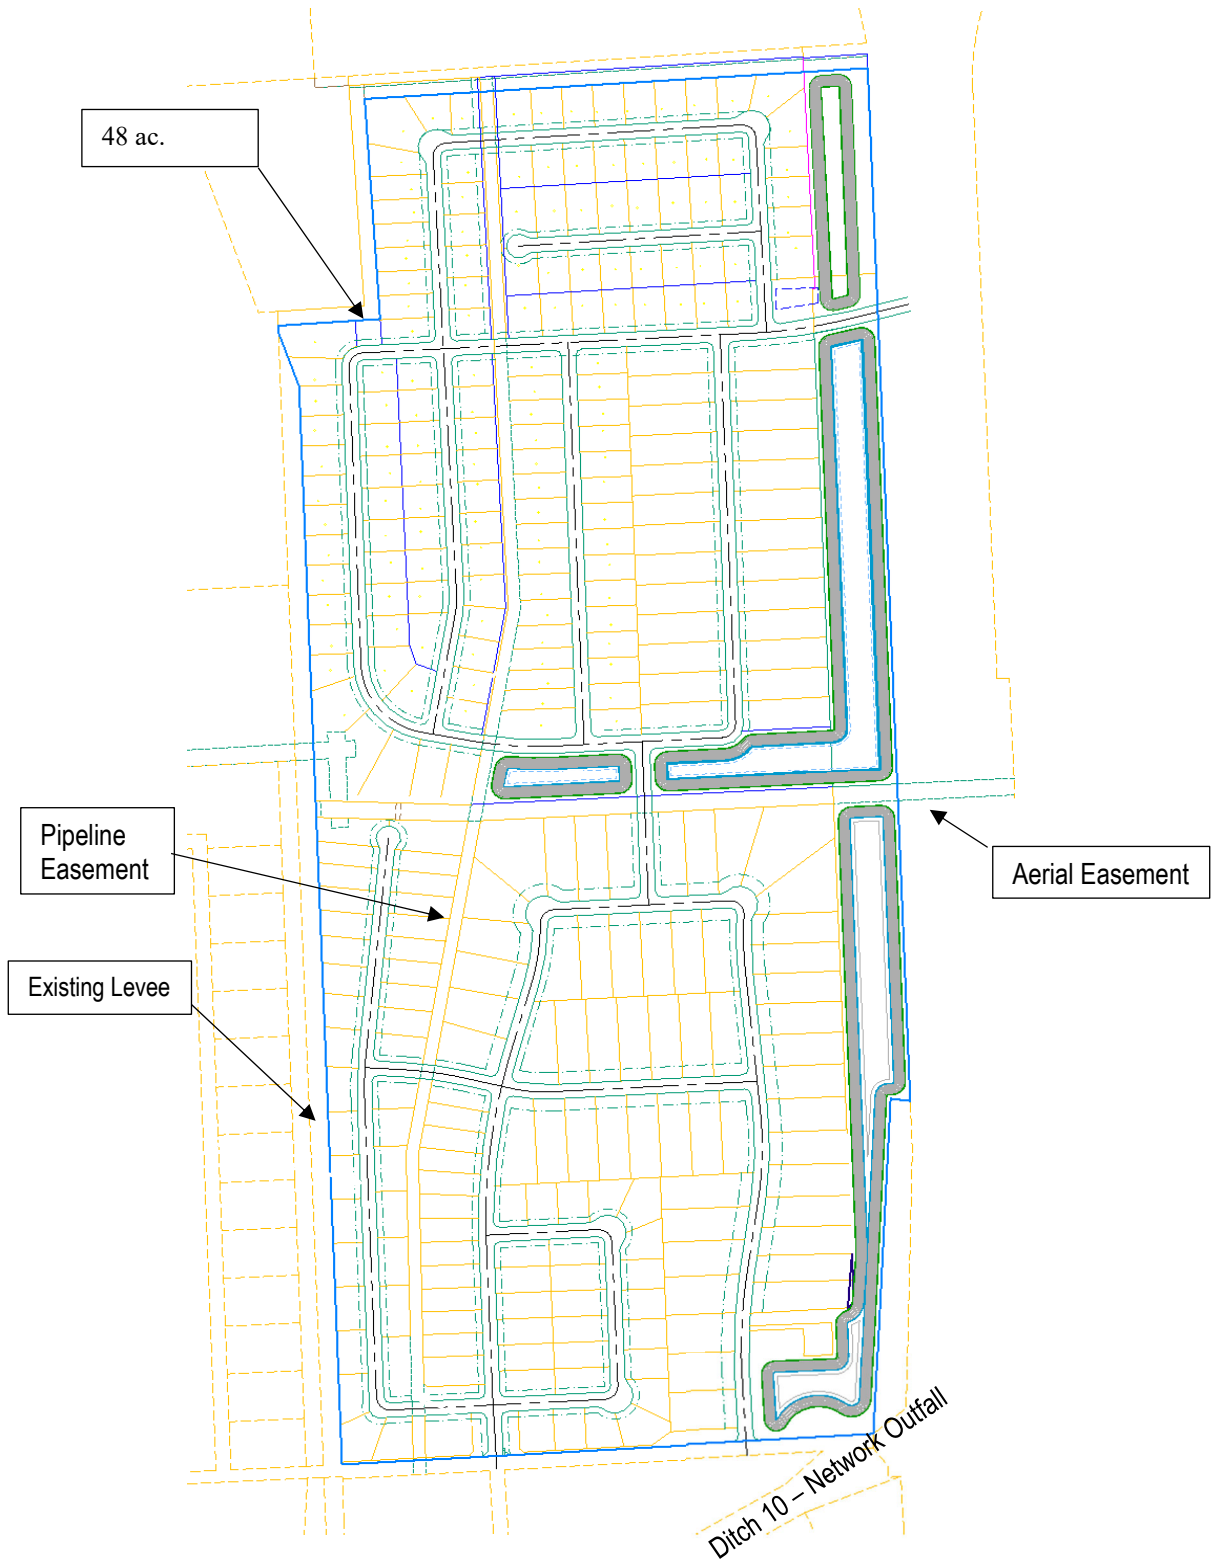 48 ac.
Pipeline
Easement
Aerial Easement
Existing Levee
Ditch 10 – Network Outfall